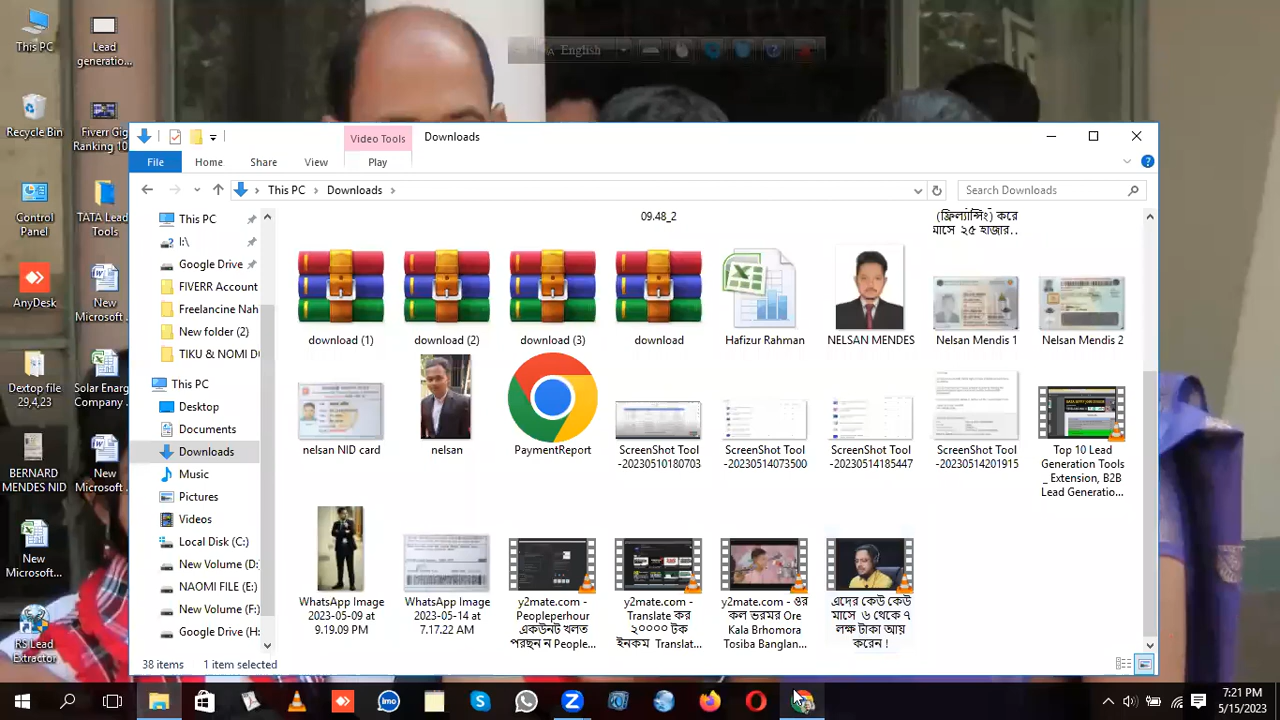 This PC
Lead
generatio...
Recycle Bin
Fiverr Gig
Ranking 10...
Control
Panel
TATA Lead
Tools
AnyDesk
New
Microsoft ...
Dextop file
29,4,23
Solar Energ
Company ...
BERNARD
MENDES NID
New
Microsoft ...
New
Microsoft...
RS Lead
Extractor
English
Video Tools
Downloads
File
Home
Share
View
Play
This PC
Downloads
Search Downloads
This PC
I:\
Google Drive
FIVERR Account
Freelancine Nah
New folder (2)
TIKU & NOMI DO
This PC
Desktop
Documents
Downloads
Music
Pictures
Videos
Local Disk (C:)
New Volume (D:
NAOMI FILE (E:)
New Volume (F:)
Google Drive (H:
09.48_2
(ফ্রিল্যান্সিং) করে
মাসে ২৫ হাজার..
download (1)
download (2)
download (3)
download
Hafizur Rahman
NELSAN MENDES
Nelsan Mendis 1
Nelsan Mendis 2
nelsan NID card
nelsan
PaymentReport
ScreenShot Tool
-20230510180703
ScreenShot Tool
-20230514073500
ScreenShot Tool
-20230514185447
ScreenShot Tool
-20230514201915
Top 10 Lead
Generation Tools
_ Extension, B2B
Lead Generatio...
WhatsApp Image
2023-05-09 at
9.19.09 PM
WhatsApp Image
2023-05-14 at
7.17.22 AM
y2mate.com -
Peopleperhour
একউনট খলত
পরছন ন People...
y2mate.com -
Translate কর
২০০০০ টক
ইনকম Translat...
y2mate.com - ওর
কল ভরমর Ore
Kala Brhomora
Tosiba Banglan...
এদের কেউ কেউ
মাসে ৬ থেকে ৭
লক্ষ টাকা আয়
করেন !
38 items
1 item selected
7:21 PM
5/15/2023